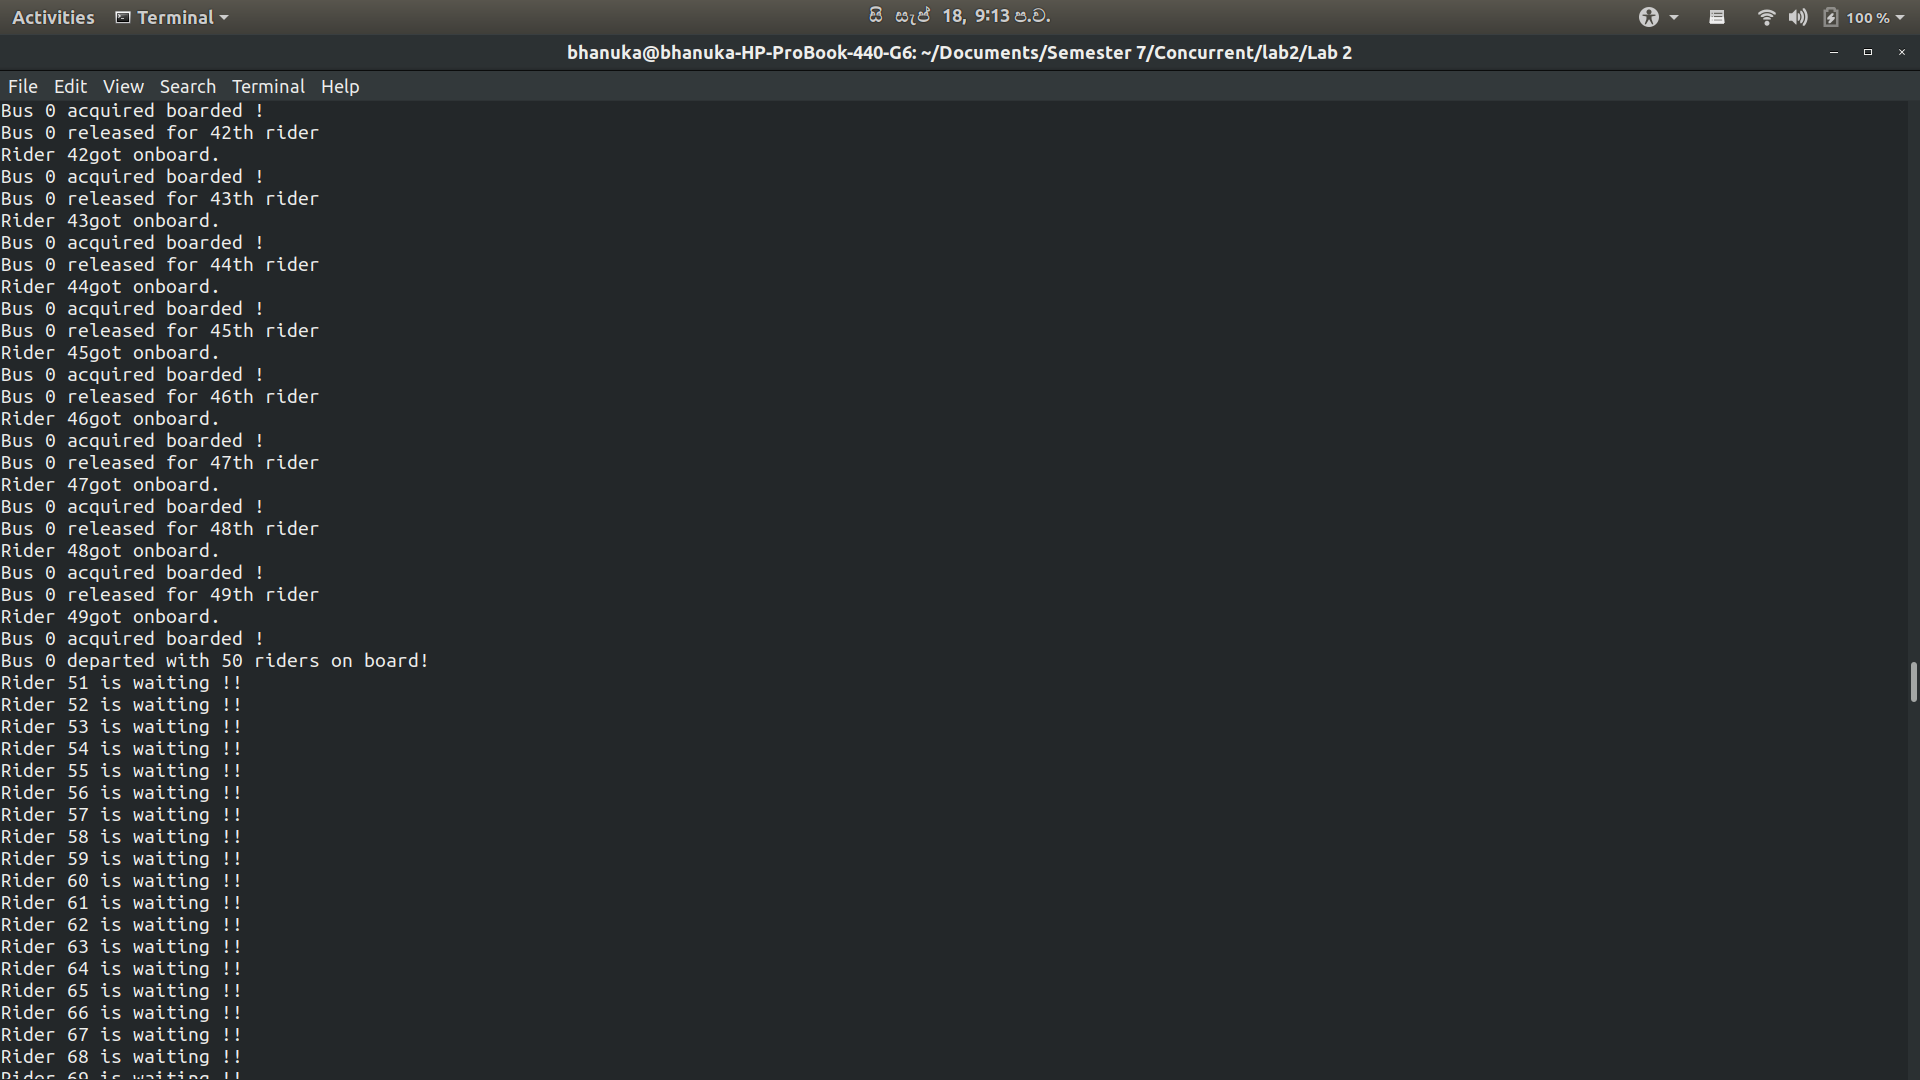 Activities Terminal සි සැප් 18, 9:13 ප.ව. 100 %
bhanuka@bhanuka-HP-ProBook-440-G6: ~/Documents/Semester 7/Concurrent/lab2/Lab 2
File Edit View Search Terminal Help
Bus 0 acquired boarded !
Bus 0 released for 42th rider
Rider 42got onboard.
Bus 0 acquired boarded !
Bus 0 released for 43th rider
Rider 43got onboard.
Bus 0 acquired boarded !
Bus 0 released for 44th rider
Rider 44got onboard.
Bus 0 acquired boarded !
Bus 0 released for 45th rider
Rider 45got onboard.
Bus 0 acquired boarded !
Bus 0 released for 46th rider
Rider 46got onboard.
Bus 0 acquired boarded !
Bus 0 released for 47th rider
Rider 47got onboard.
Bus 0 acquired boarded !
Bus 0 released for 48th rider
Rider 48got onboard.
Bus 0 acquired boarded !
Bus 0 released for 49th rider
Rider 49got onboard.
Bus 0 acquired boarded !
Bus 0 departed with 50 riders on board!
Rider 51 is waiting !!
Rider 52 is waiting !!
Rider 53 is waiting !!
Rider 54 is waiting !!
Rider 55 is waiting !!
Rider 56 is waiting !!
Rider 57 is waiting !!
Rider 58 is waiting !!
Rider 59 is waiting !!
Rider 60 is waiting !!
Rider 61 is waiting !!
Rider 62 is waiting !!
Rider 63 is waiting !!
Rider 64 is waiting !!
Rider 65 is waiting !!
Rider 66 is waiting !!
Rider 67 is waiting !!
Rider 68 is waiting !!
Rider 69 is waiting !!